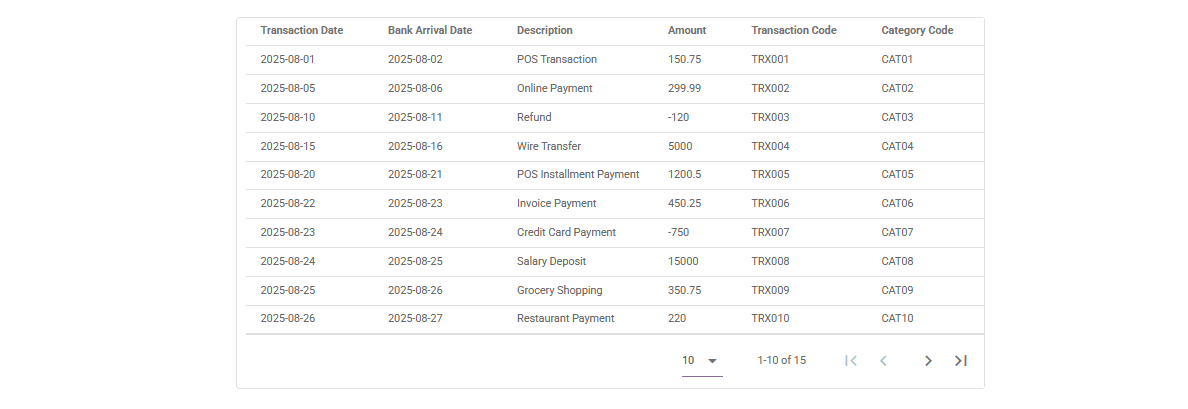 Transaction Date Bank Arrival Date Description Amount Transaction Code Category Code
2025-08-01 2025-08-02 POS Transaction 150.75 TRX001 CAT01
2025-08-05 2025-08-06 Online Payment 299.99 TRX002 CAT02
2025-08-10 2025-08-11 Refund -120 TRX003 CAT03
2025-08-15 2025-08-16 Wire Transfer 5000 TRX004 CAT04
2025-08-20 2025-08-21 POS Installment Payment 1200.5 TRX005 CAT05
2025-08-22 2025-08-23 Invoice Payment 450.25 TRX006 CAT06
2025-08-23 2025-08-24 Credit Card Payment -750 TRX007 CAT07
2025-08-24 2025-08-25 Salary Deposit 15000 TRX008 CAT08
2025-08-25 2025-08-26 Grocery Shopping 350.75 TRX009 CAT09
2025-08-26 2025-08-27 Restaurant Payment 220 TRX010 CAT10
10 1-10 of 15